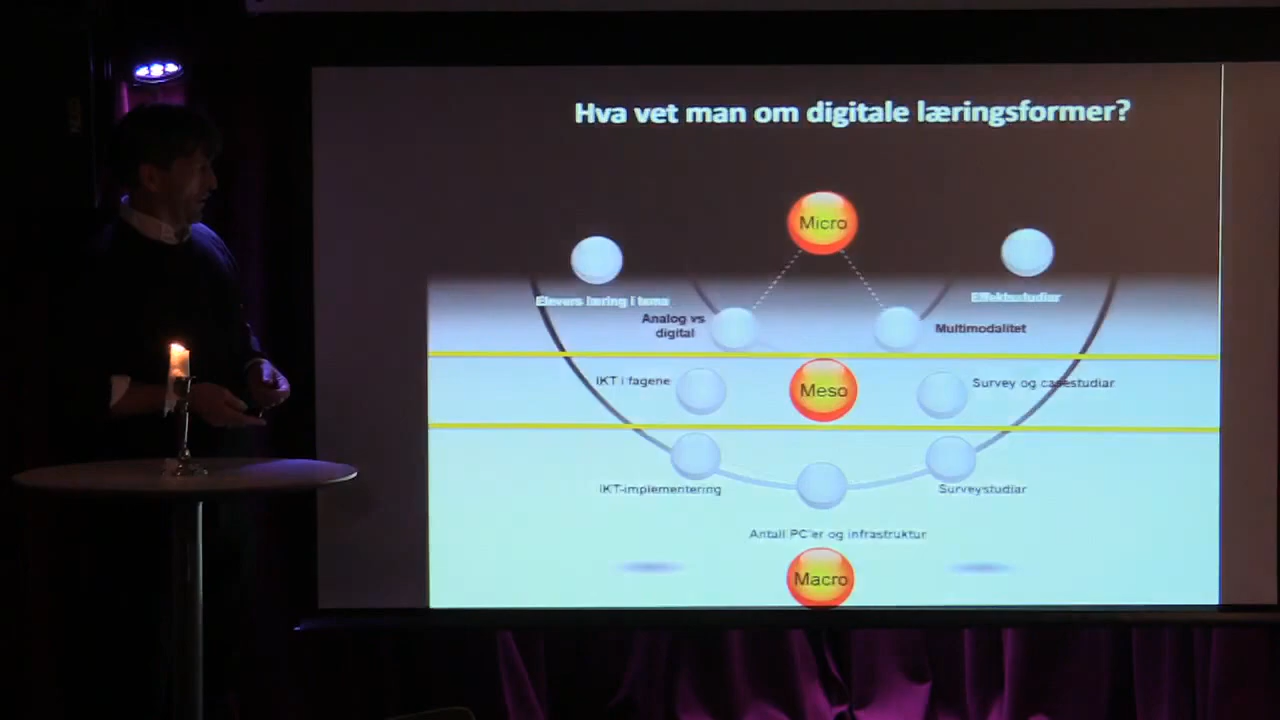 Hva vet man om digitale læringsformer?
Micro
Elevers læring i tema
Effektstudiar
Analog vs
digital
Multimodalitet
IKT i fagene
Meso
Survey og casestudiar
IKT-implementering
Surveystudiar
Antall PC'er og infrastruktur
Macro